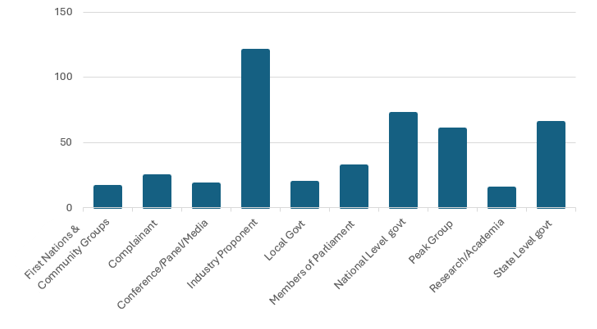 150
100
50
0
First Nations &
Community Groups
Complainant
Conference/Panel/Media
Industry Proponent
Local Govt
Members of Parliament
National Level govt
Peak Group
Research/Academia
State Level govt